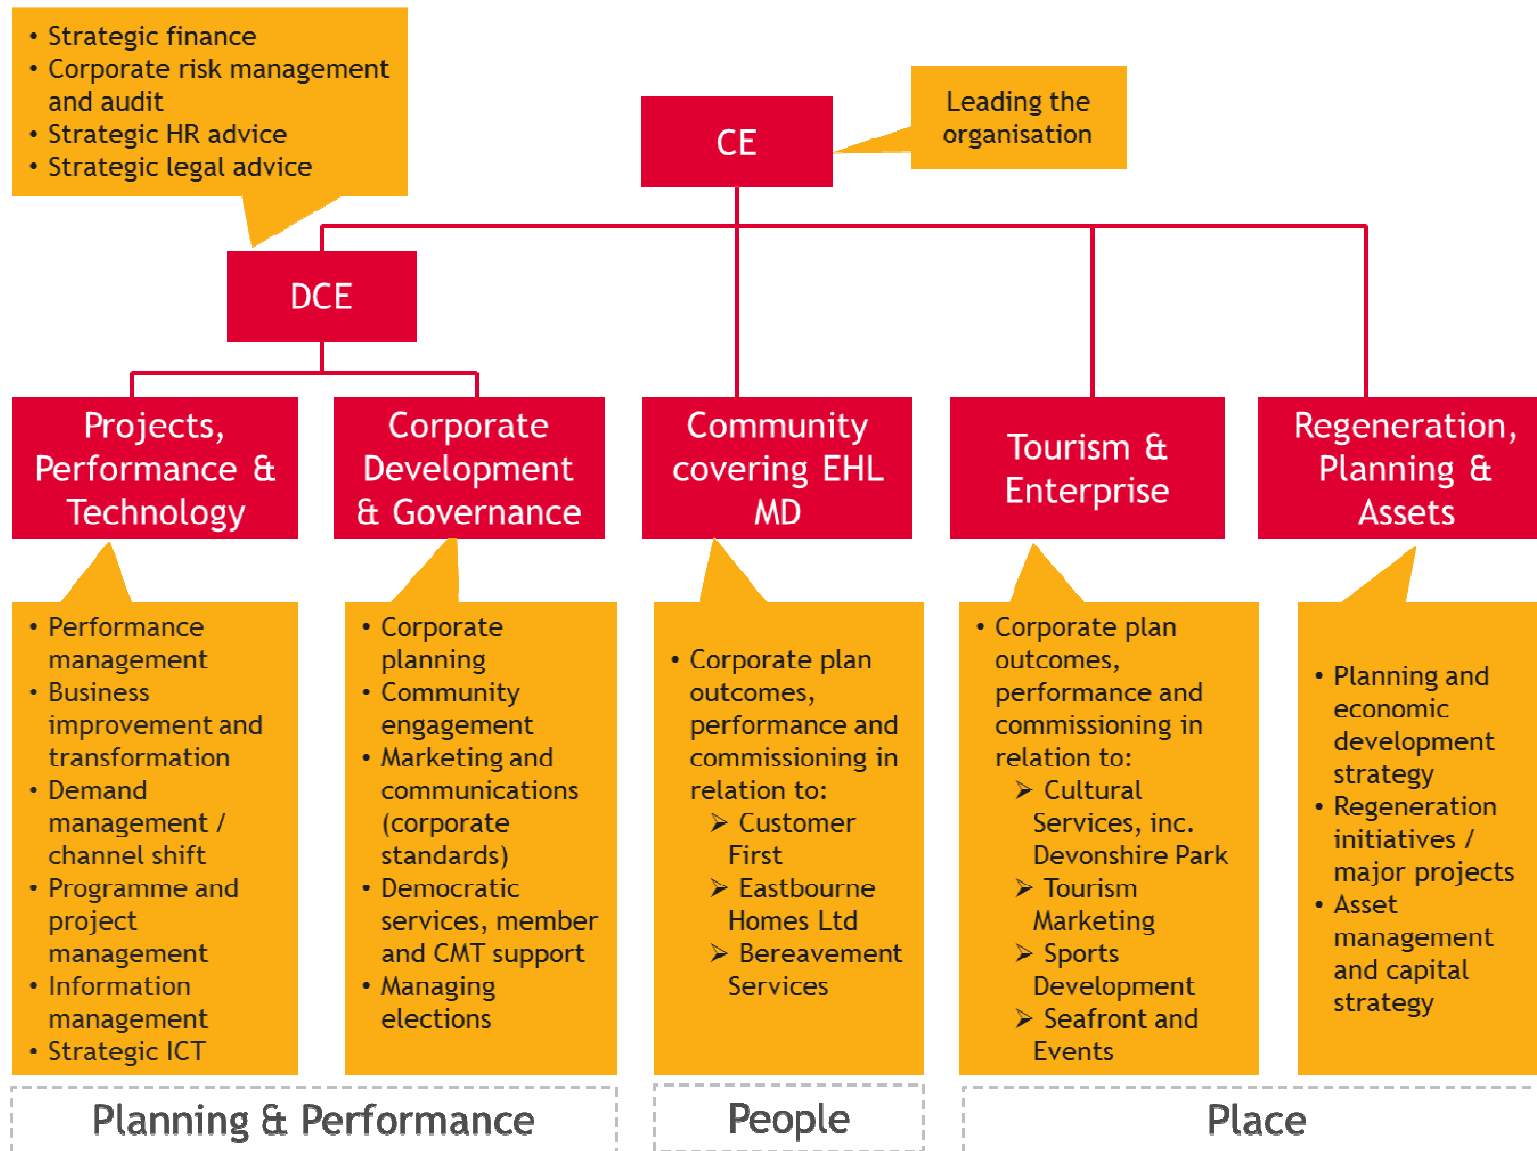 • Strategic finance
• Corporate risk management
and audit
• Strategic HR advice
• Strategic legal advice
CE
Leading the
organisation
DCE
Projects,
Performance &
Technology
Corporate
Development
& Governance
Community
covering EHL
MD
Tourism &
Enterprise
Regeneration,
Planning &
Assets
• Performance
management
• Business
improvement and
transformation
• Demand
management /
channel shift
• Programme and
project
management
• Information
management
• Strategic ICT
• Corporate
planning
• Community
engagement
• Marketing and
communications
(corporate
standards)
• Democratic
services, member
and CMT support
• Managing
elections
• Corporate plan
outcomes,
performance and
commissioning in
relation to:
➢ Customer
First
➢ Eastbourne
Homes Ltd
➢ Bereavement
Services
• Corporate plan
outcomes,
performance and
commissioning in
relation to:
➢ Cultural
Services, inc.
Devonshire Park
➢ Tourism
Marketing
➢ Sports
Development
➢ Seafront and
Events
• Planning and
economic
development
strategy
• Regeneration
initiatives /
major projects
• Asset
management
and capital
strategy
Planning & Performance
People
Place